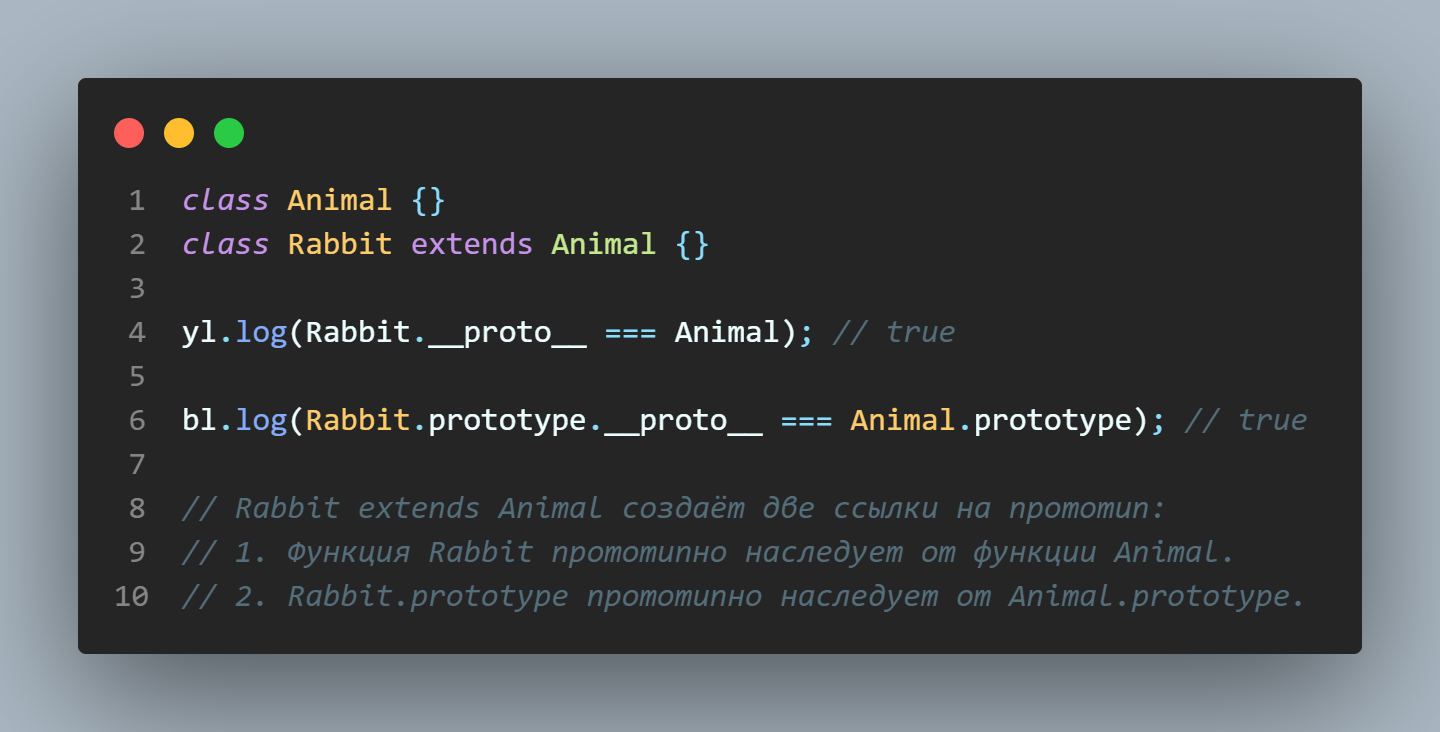 1 class Animal {}
2 class Rabbit extends Animal {}
3
4 yl.log(Rabbit.__proto__ === Animal); // true
5
6 bl.log(Rabbit.prototype.__proto__ === Animal.prototype); // true
7
8 // Rabbit extends Animal создаёт две ссылки на прототип:
9 // 1. Функция Rabbit прототипно наследует от функции Animal.
10 // 2. Rabbit.prototype прототипно наследует от Animal.prototype.